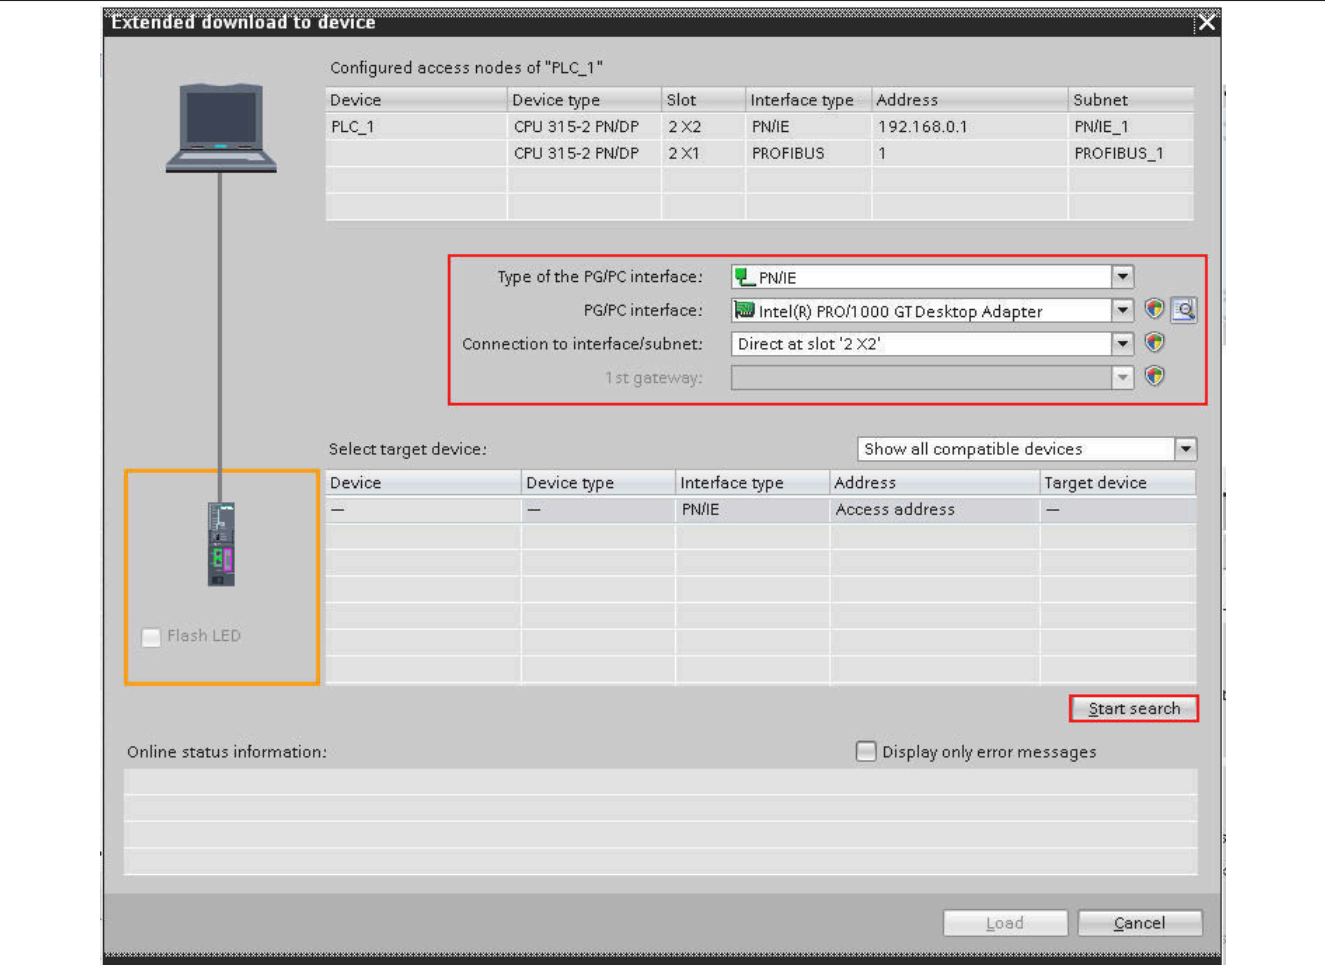 Extended download to device
Configured access nodes of "PLC_1"
Device Device type Slot Interface type Address Subnet
PLC_1 CPU 315-2 PN/DP 2 X2 PN/IE 192.168.0.1 PN/IE_1
CPU 315-2 PN/DP 2 X1 PROFIBUS 1 PROFIBUS_1
Type of the PG/PC interface: PN/IE
PG/PC interface: Intel(R) PRO/1000 GT Desktop Adapter
Connection to interface/subnet: Direct at slot '2 X2'
1st gateway:
Select target device: Show all compatible devices
Device Device type Interface type Address Target device
— — PN/IE Access address —
Flash LED
Start search
Online status information: Display only error messages
Load Cancel